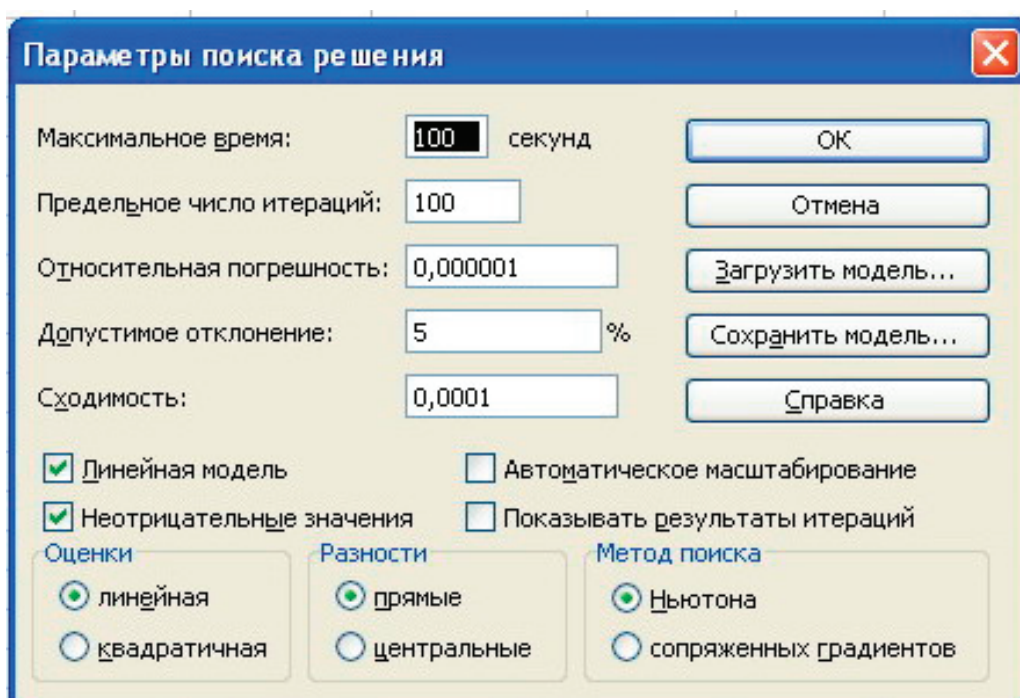 Параметры поиска решения
Максимальное время: 100 секунд OK
Предельное число итераций: 100 Отмена
Относительная погрешность: 0,000001 Загрузить модель...
Допустимое отклонение: 5 % Сохранить модель...
Сходимость: 0,0001 Справка
Линейная модель Автоматическое масштабирование
Неотрицательные значения Показывать результаты итераций
Оценки Разности Метод поиска
линейная прямые Ньютона
квадратичная центральные сопряженных градиентов